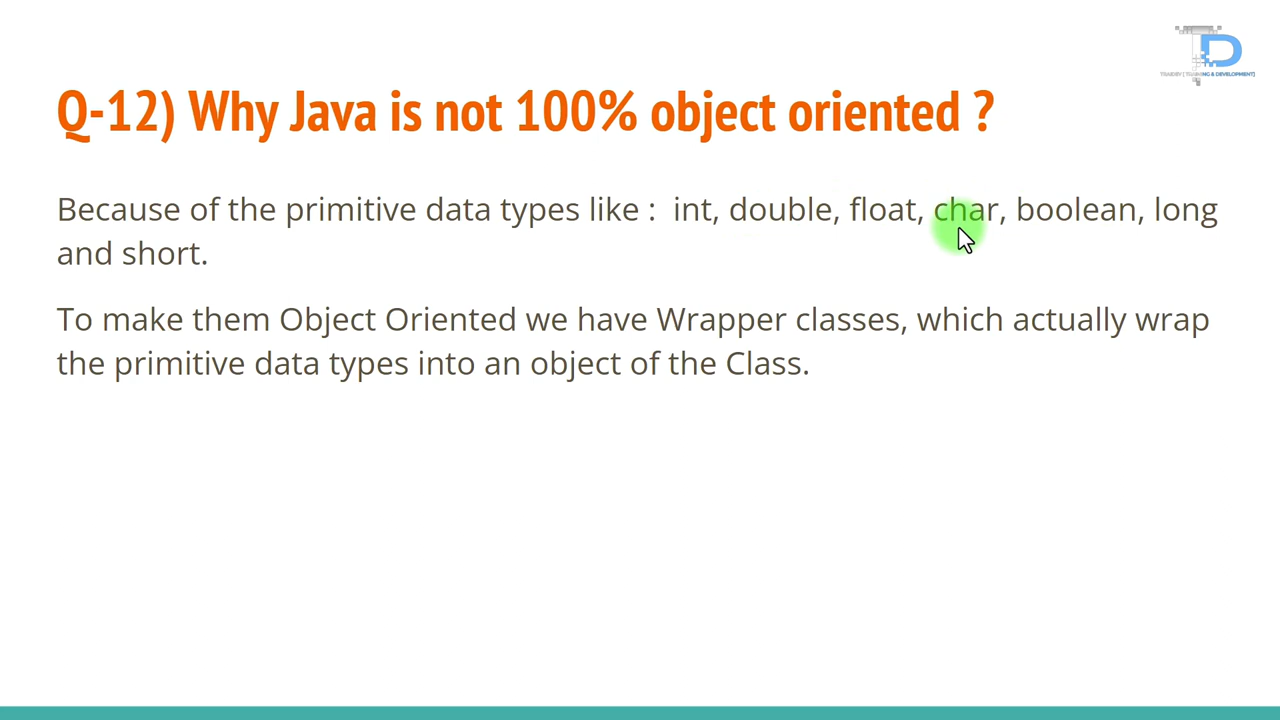 Q-12) Why Java is not 100% object oriented ?
Because of the primitive data types like : int, double, float, char, boolean, long
and short.
To make them Object Oriented we have Wrapper classes, which actually wrap
the primitive data types into an object of the Class.